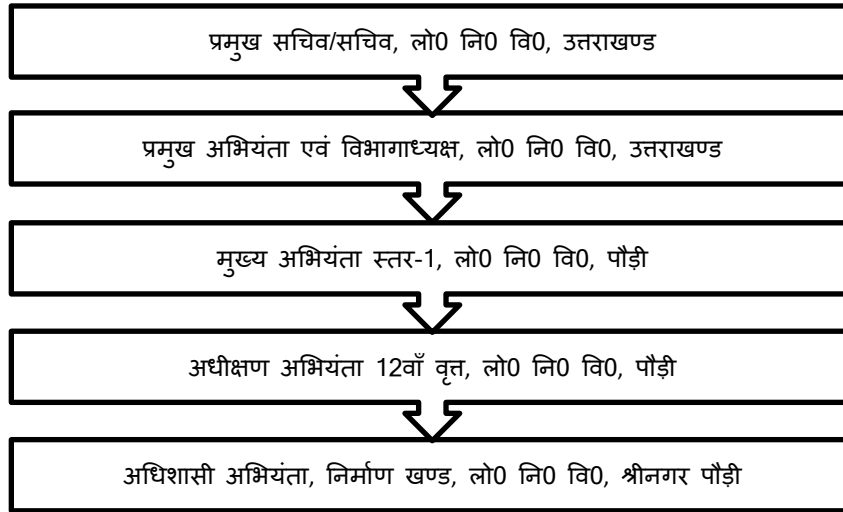 प्रमुख सचिव/सचिव, लो0 नि0 वि0, उत्तराखण्ड
प्रमुख अभियंता एवं विभागाध्यक्ष, लो0 नि0 वि0, उत्तराखण्ड
मुख्य अभियंता स्तर-1, लो0 नि0 वि0, पौड़ी
अधीक्षण अभियंता 12वाँ वृत्त, लो0 नि0 वि0, पौड़ी
अधिशासी अभियंता, निर्माण खण्ड, लो0 नि0 वि0, श्रीनगर पौड़ी